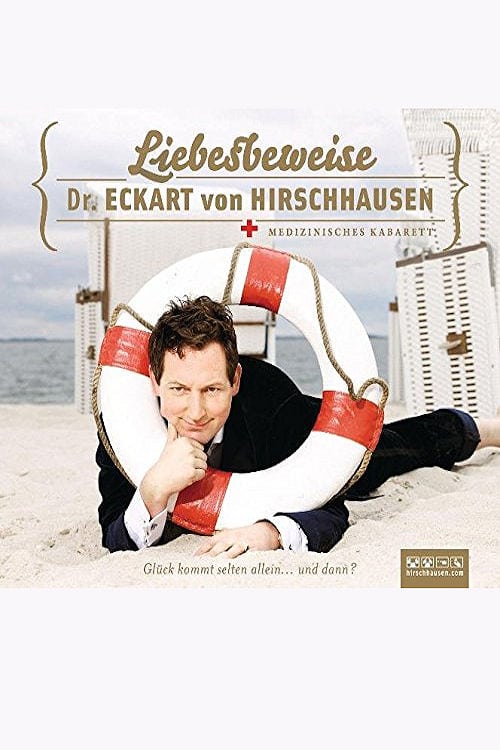 Liebesbeweise
Dr. ECKART von HIRSCHHAUSEN
MEDIZINISCHES KABARETT
Glück kommt selten allein... und dann?
hirschhausen.com